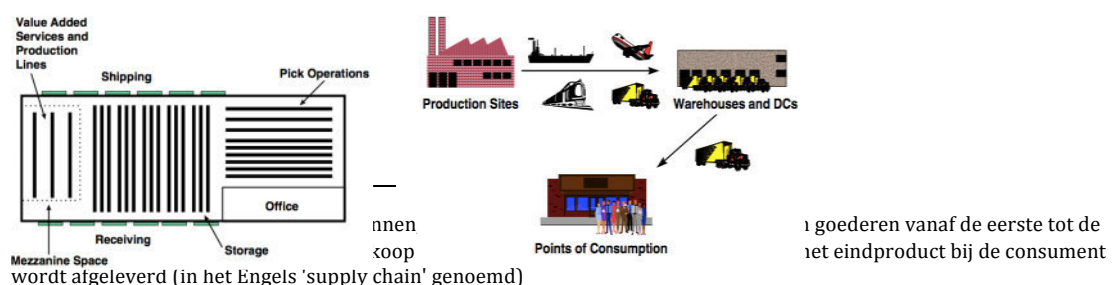 Value Added
Services and
Production
Lines
Shipping
Pick Operations
Office
Receiving
Storage
Mezzanine Space
Production Sites
Warehouses and DCs
Points of Consumption
nnen
goederen vanaf de eerste tot de
koop
eindproduct bij de consument
wordt afgeleverd (in het Engels 'supply chain' genoemd)